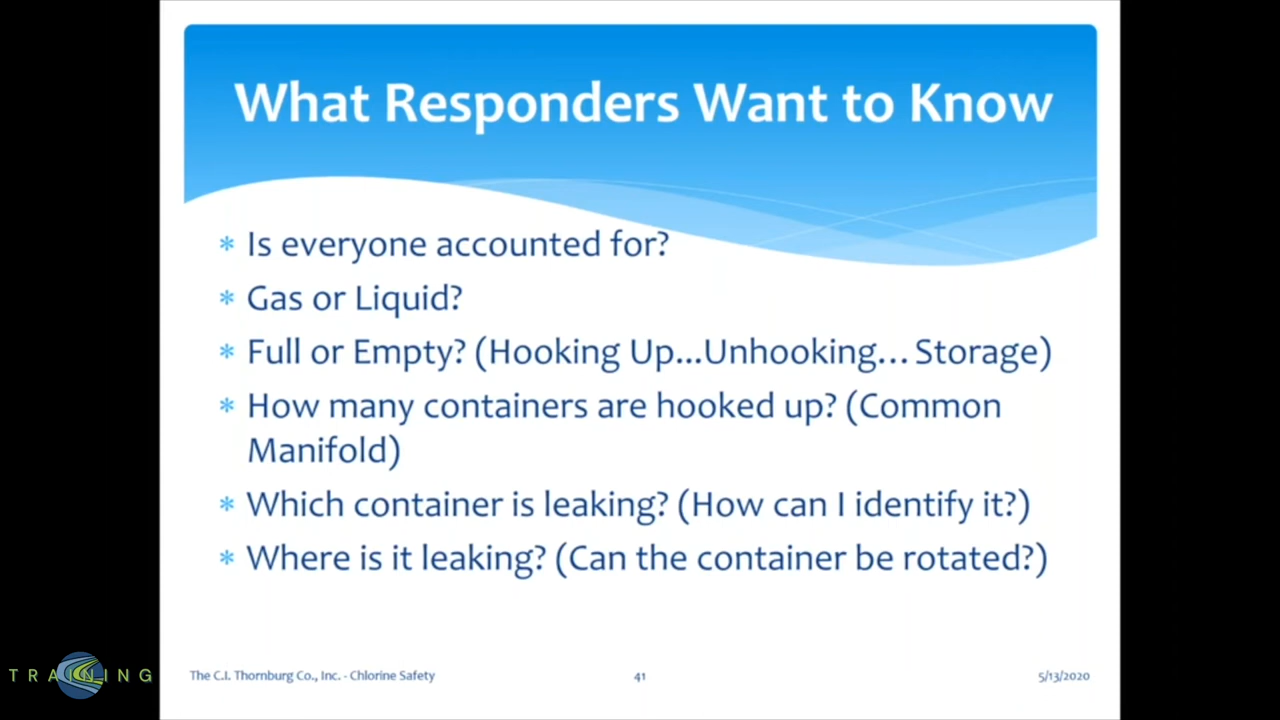 What Responders Want to Know
* Is everyone accounted for?
* Gas or Liquid?
* Full or Empty? (Hooking Up...Unhooking... Storage)
* How many containers are hooked up? (Common
Manifold)
* Which container is leaking? (How can I identify it?)
* Where is it leaking? (Can the container be rotated?)
TRAINING
The C.I. Thornburg Co., Inc. - Chlorine Safety
41
5/13/2020